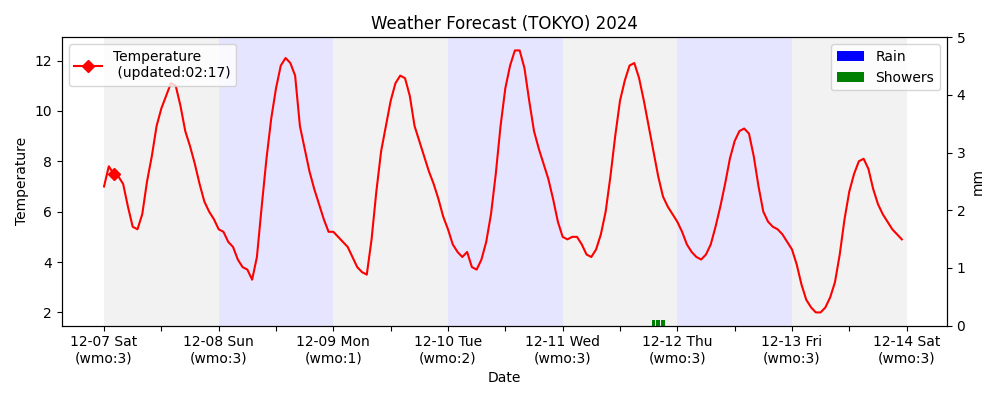 Weather Forecast (TOKYO) 2024
Temperature
(updated:02:17)
Rain
Showers
Temperature
12
10
8
6
4
2
5
4
3
2
1
0
mm
12-07 Sat 12-08 Sun 12-09 Mon 12-10 Tue 12-11 Wed 12-12 Thu 12-13 Fri 12-14 Sat
(wmo:3) (wmo:3) (wmo:1) (wmo:2) (wmo:3) (wmo:3) (wmo:3) (wmo:3)
Date